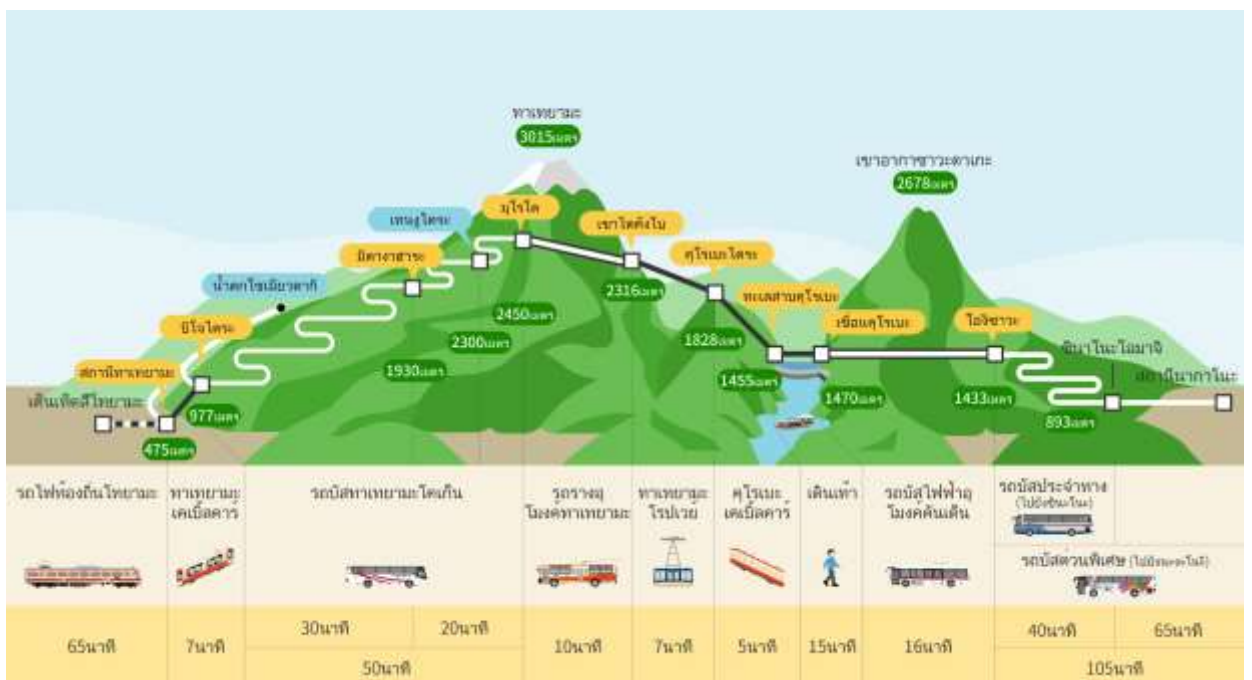 ทาเทยามะ
3015เมตร
เขาอากาซาวะดาเกะ
2678เมตร
เทนงูไดระ
มุโรโด
เขาไดคังโบ
มิดางาฮาระ
คุโรเบะไดระ
น้ำตกโชเมียวดากิ
ทะเลสาบคุโรเบะ
2316เมตร
2450เมตร
บิโจไดระ
เขื่อนคุโรเบะ
โอกิซาวะ
1828เมตร
2300เมตร
ชินาโนะโอมาจิ
สถานีทาเทยามะ
1930เมตร
1455เมตร
สถานีนากาโนะ
เด็นเท็ตสึโทยามะ
977เมตร
1470เมตร
1433เมตร
893เมตร
475เมตร
รถไฟท้องถิ่นโทยามะ
ทาเทยามะ
เคเบิ้ลคาร์
รถบัสทาเทยามะโคเก็น
รถรางอุ
โมงค์ทาเทยามะ
ทาเทยามะ
โรปเวย์
คุโรเบะ
เคเบิ้ลคาร์
เดินเท้า
รถบัสไฟฟ้าอุ
โมงค์คันเด็น
รถบัสประจำทาง
รถบัสด่วนพิเศษ
65นาที
7นาที
30นาที
20นาที
50นาที
10นาที
7นาที
5นาที
15นาที
16นาที
40นาที
65นาที
105นาที